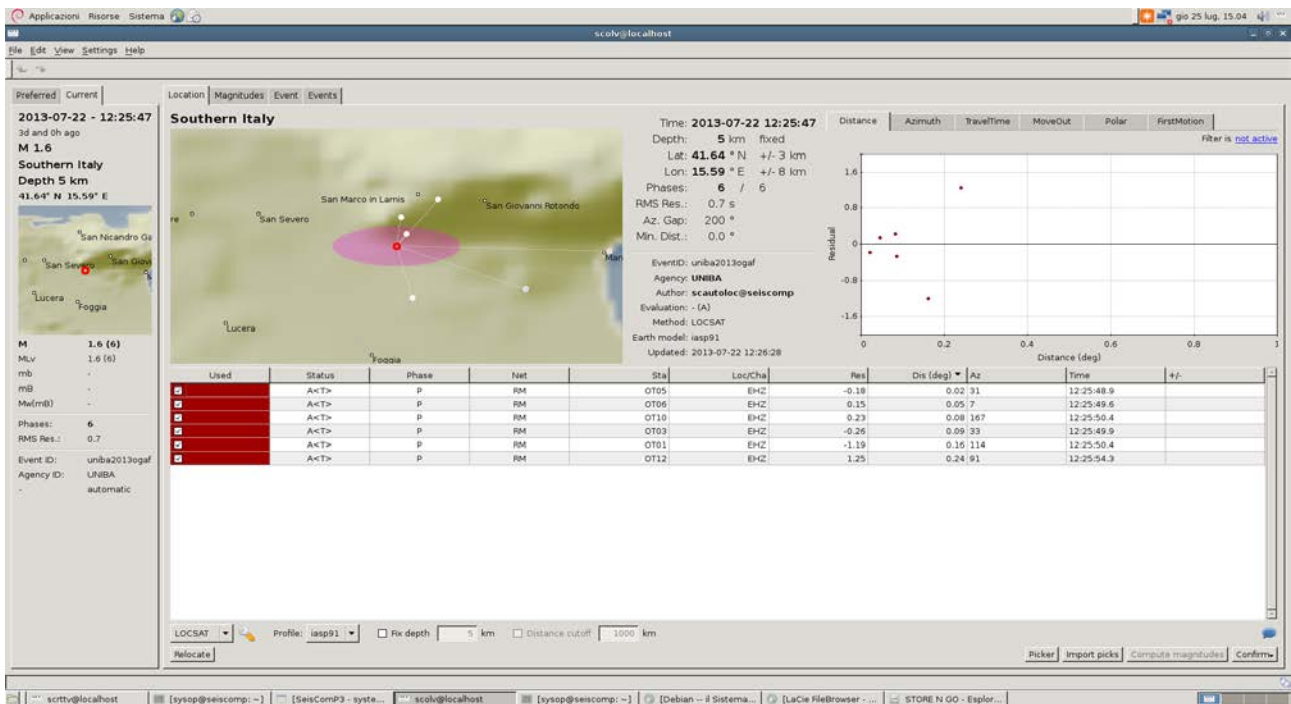 Applicazioni Risorse Sistema
gio 25 lug, 15.04
scolv@localhost
File Edit View Settings Help
Preferred Current
2013-07-22 - 12:25:47
3d and 0h ago
M 1.6
Southern Italy
Depth 5 km
41.64° N 15.59° E
San Nicandro Ga
San Severo
San Giov
Lucera
Foggia
M 1.6 (6)
MLv 1.6 (6)
mb -
mB -
Mw(mB) -
Phases: 6
RMS Res.: 0.7
Event ID: uniba2013ogaf
Agency ID: UNIBA
- automatic
Location Magnitudes Event Events
Southern Italy
San Marco in Lamis
San Giovanni Rotondo
re
San Severo
Man
Lucera
Foggia
Time: 2013-07-22 12:25:47
Depth: 5 km fixed
Lat: 41.64 ° N +/- 3 km
Lon: 15.59 ° E +/- 8 km
Phases: 6 / 6
RMS Res.: 0.7 s
Az. Gap: 200 °
Min. Dist.: 0.0 °
EventID: uniba2013ogaf
Agency: UNIBA
Author: scautoloc@seiscomp
Evaluation: - (A)
Method: LOCSAT
Earth model: iasp91
Updated: 2013-07-22 12:26:28
Distance Azimuth TravelTime MoveOut Polar FirstMotion
Filter is not active
Residual
1.6
0.8
0
-0.8
-1.6
0 0.2 0.4 0.6 0.8 1
Distance (deg)
Used Status Phase Net Sta Loc/Cha Res Dis (deg) Az Time +/-
A<T> P RM OT05 EHZ -0.18 0.02 31 12:25:48.9
A<T> P RM OT06 EHZ 0.15 0.05 7 12:25:49.6
A<T> P RM OT10 EHZ 0.23 0.08 167 12:25:50.4
A<T> P RM OT03 EHZ -0.26 0.09 33 12:25:49.9
A<T> P RM OT01 EHZ -1.19 0.16 114 12:25:50.4
A<T> P RM OT12 EHZ 1.25 0.24 91 12:25:54.3
LOCSAT Profile: iasp91 Fix depth 5 km Distance cutoff 1000 km
Relocate
Picker Import picks Compute magnitudes Confirm
scrttv@localhost [sysop@seiscomp: ~] [SeisComP3 - syste... scolv@localhost [sysop@seiscomp: ~] [Debian -- il Sistema... [LaCie FileBrowser - ... STORE N GO - Esplor...